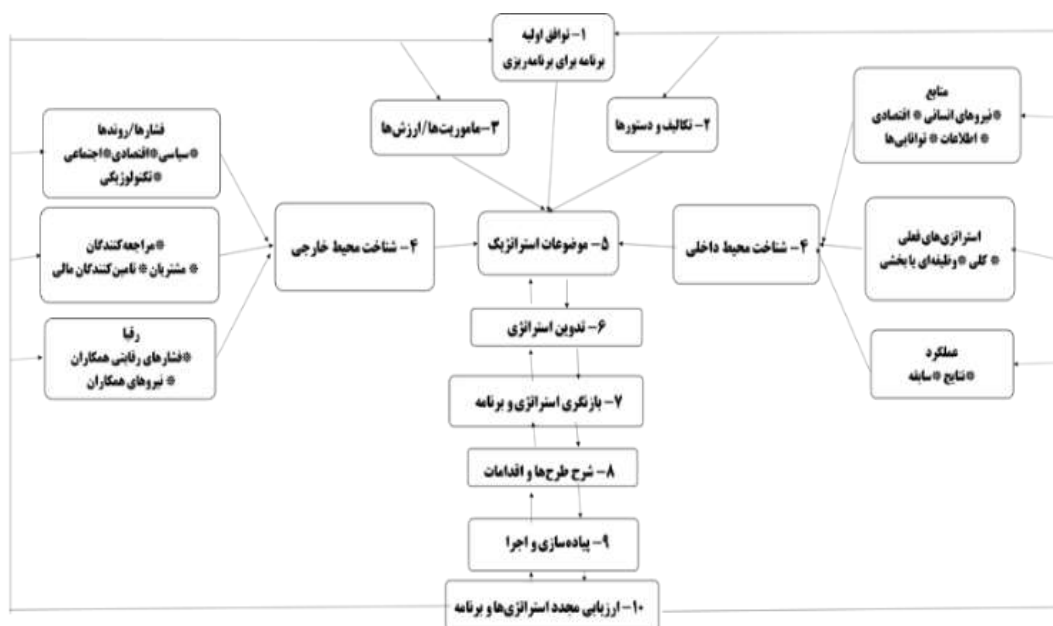 ۱- توافق اولیه
برنامه برای برنامه‌ریزی
۲- تکالیف و دستورها
۳-ماموریت‌ها/ارزش‌ها
منابع
*نیروهای انسانی * اقتصادی
* اطلاعات * توانایی‌ها
استراتژی‌های فعلی
* کلی *وظیفه‌ای یا بخشی
عملکرد
*نتایج *سابقه
۴- شناخت محیط داخلی
۵- موضوعات استراتژیک
۴- شناخت محیط خارجی
فشارها/روندها
*سیاسی*اقتصادی*اجتماعی
*تکنولوژیکی
*مراجعه‌کنندگان
* مشتریان * تامین‌کنندگان مالی
رقبا
*فشارهای رقابتی همکاران
* نیروهای همکاران
۶- تدوین استراتژی
۷- بازنگری استراتژی و برنامه
۸- شرح طرح‌ها و اقدامات
۹- پیاده‌سازی و اجرا
۱۰- ارزیابی مجدد استراتژی‌ها و برنامه